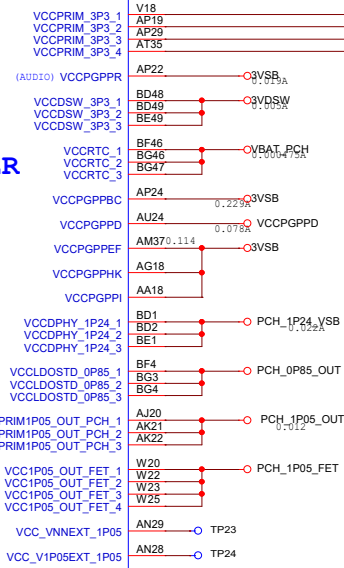 VCCPRIM_3P3_1 V18
VCCPRIM_3P3_2 AP19
VCCPRIM_3P3_3 AP29
VCCPRIM_3P3_4 AT35
(AUDIO) VCCPGPPR AP22 3VSB
0.019A
VCCDSW_3P3_1 BD48 3VDSW
VCCDSW_3P3_2 BD49 0.005A
VCCDSW_3P3_3 BE49
VCCRTC_1 BF46 VBAT_PCH
VCCRTC_2 BG46 0.000475A
VCCRTC_3 BG47
ER
VCCPGPPBC AP24 3VSB
0.229A
VCCPGPPD AU24 VCCPGPPD
0.078A
VCCPGPPEF AM37 0.114 3VSB
VCCPGPPHK AG18
VCCPGPPI AA18
VCCDPHY_1P24_1 BD1 PCH_1P24_VSB
VCCDPHY_1P24_2 BD2 0.022A
VCCDPHY_1P24_3 BE1
VCCLDOSTD_0P85_1 BF4 PCH_0P85_OUT
VCCLDOSTD_0P85_2 BG3
VCCLDOSTD_0P85_3 BG4
PRIM1P05_OUT_PCH_1 AJ20 PCH_1P05_OUT
PRIM1P05_OUT_PCH_2 AK21 0.012
PRIM1P05_OUT_PCH_3 AK22
VCC1P05_OUT_FET_1 W20 PCH_1P05_FET
VCC1P05_OUT_FET_2 W22
VCC1P05_OUT_FET_3 W23
VCC1P05_OUT_FET_4 W25
VCC_VNNEXT_1P05 AN29 TP23
VCC_V1P05EXT_1P05 AN28 TP24